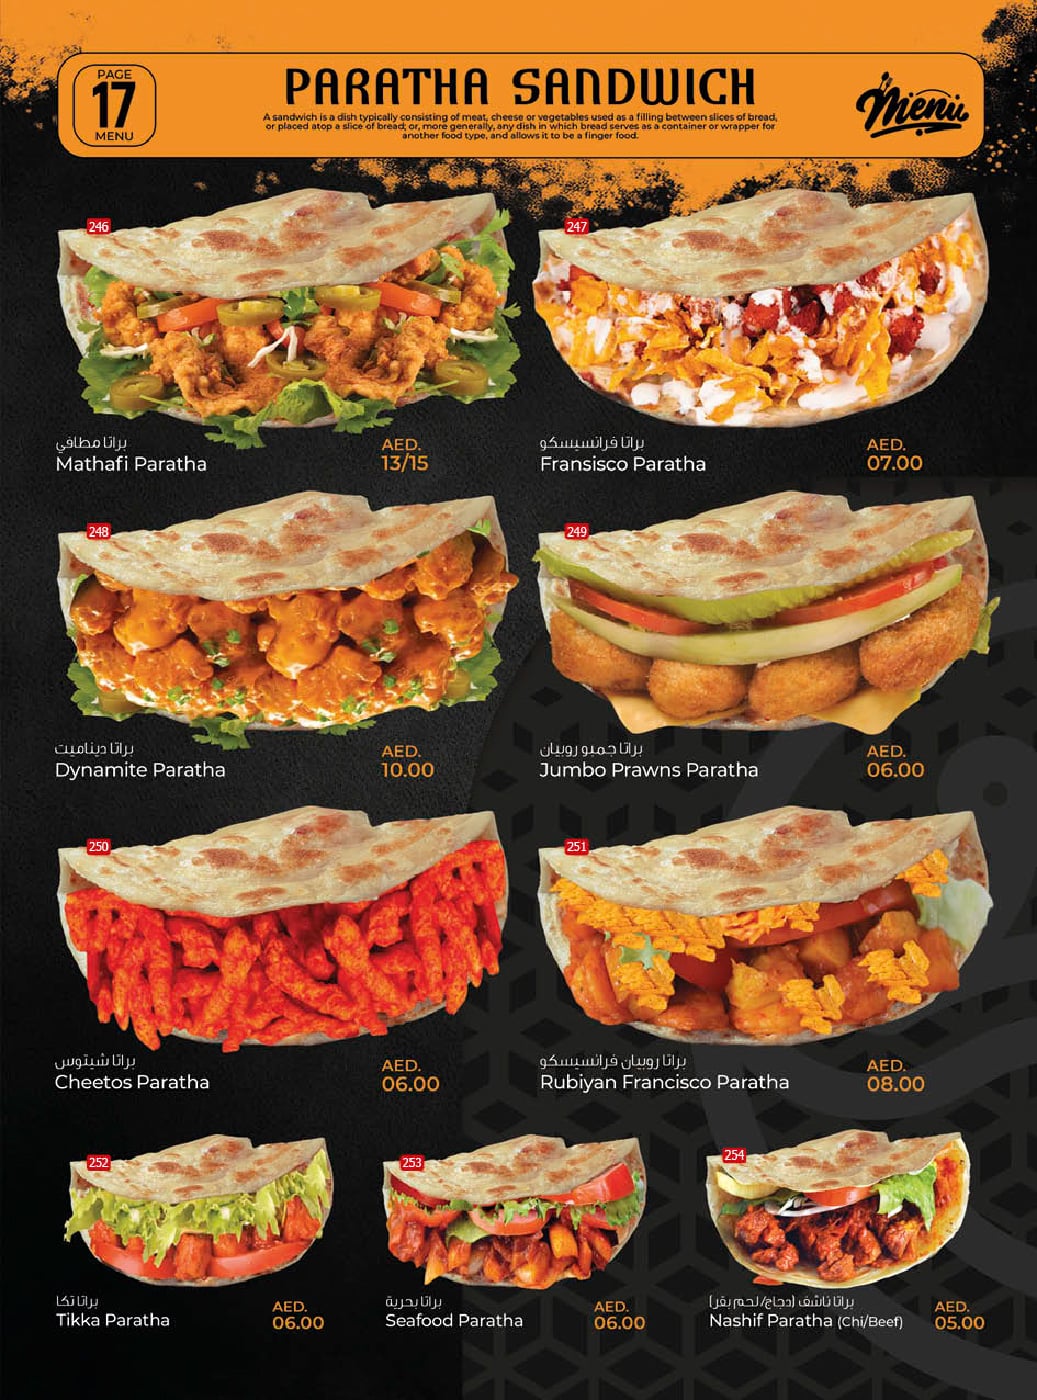 PAGE
17
MENU
PARATHA SANDWICH
A sandwich is a dish typically consisting of meat, cheese or vegetables used as a filling between slices of bread,
or placed atop a slice of bread; or, more generally, any dish in which bread serves as a container or wrapper for
another food type, and allows it to be a finger food.
Menu
246
براتا مطافي
Mathafi Paratha
AED.
13/15
247
براتا فرانسيسكو
Fransisco Paratha
AED.
07.00
248
براتا ديناميت
Dynamite Paratha
AED.
10.00
249
براتا جمبو روبيان
Jumbo Prawns Paratha
AED.
06.00
250
براتا شيتوس
Cheetos Paratha
AED.
06.00
251
براتا روبيان فرانسيسكو
Rubiyan Francisco Paratha
AED.
08.00
252
براتا تكا
Tikka Paratha
AED.
06.00
253
براتا بحرية
Seafood Paratha
AED.
06.00
254
براتا ناشف (دجاج/لحم بقر)
Nashif Paratha (Chi/Beef)
AED.
05.00